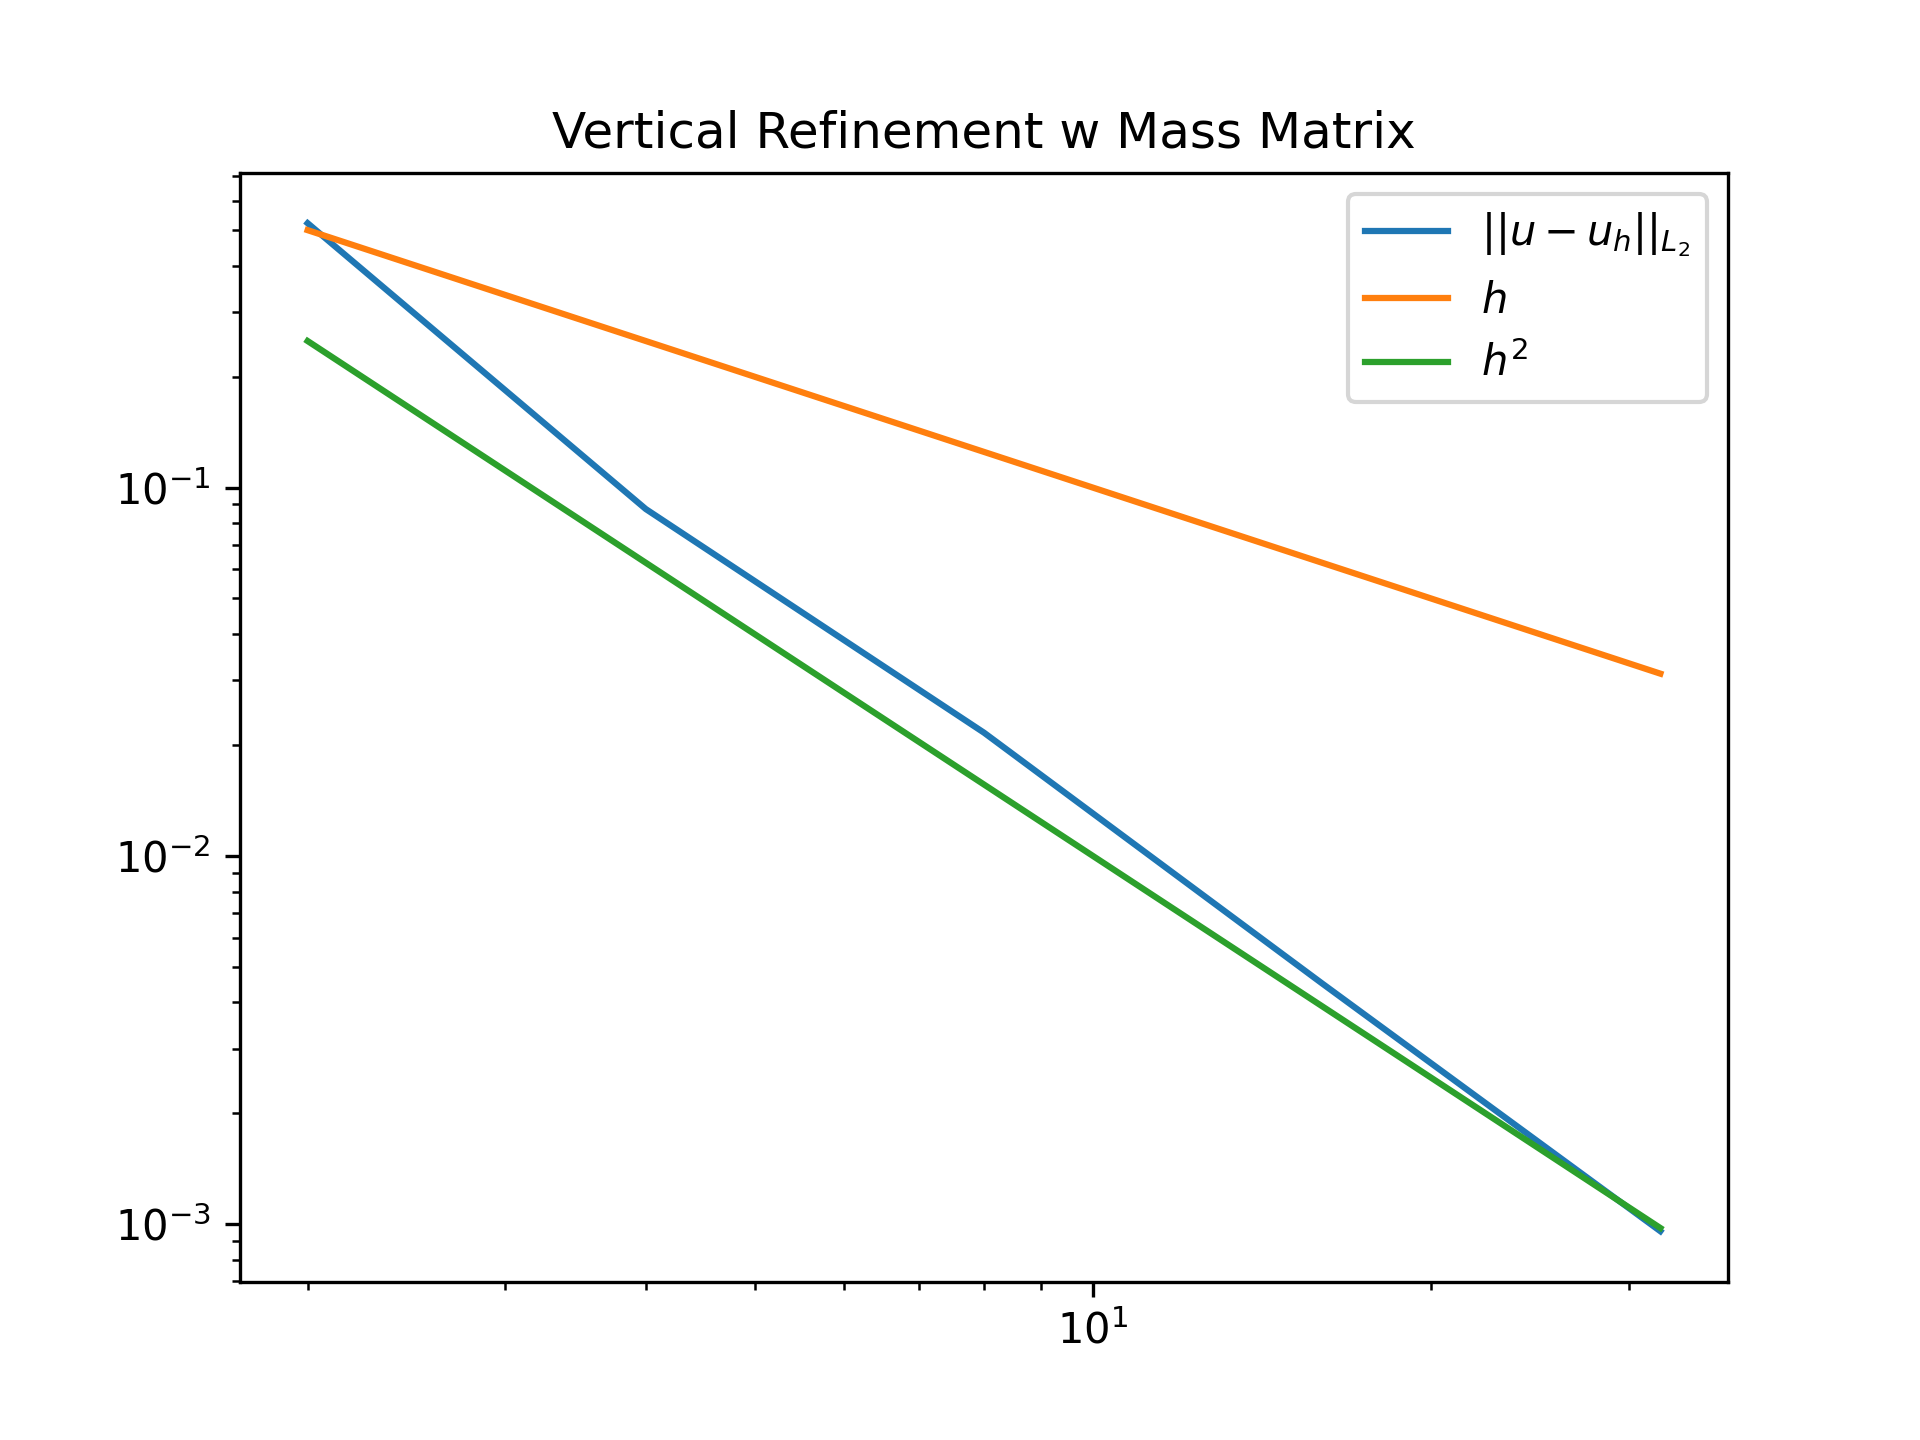 Vertical Refinement w Mass Matrix
||u − u_h||_{L_2}
h
h^2
10^{−1}
10^{−2}
10^{−3}
10^1